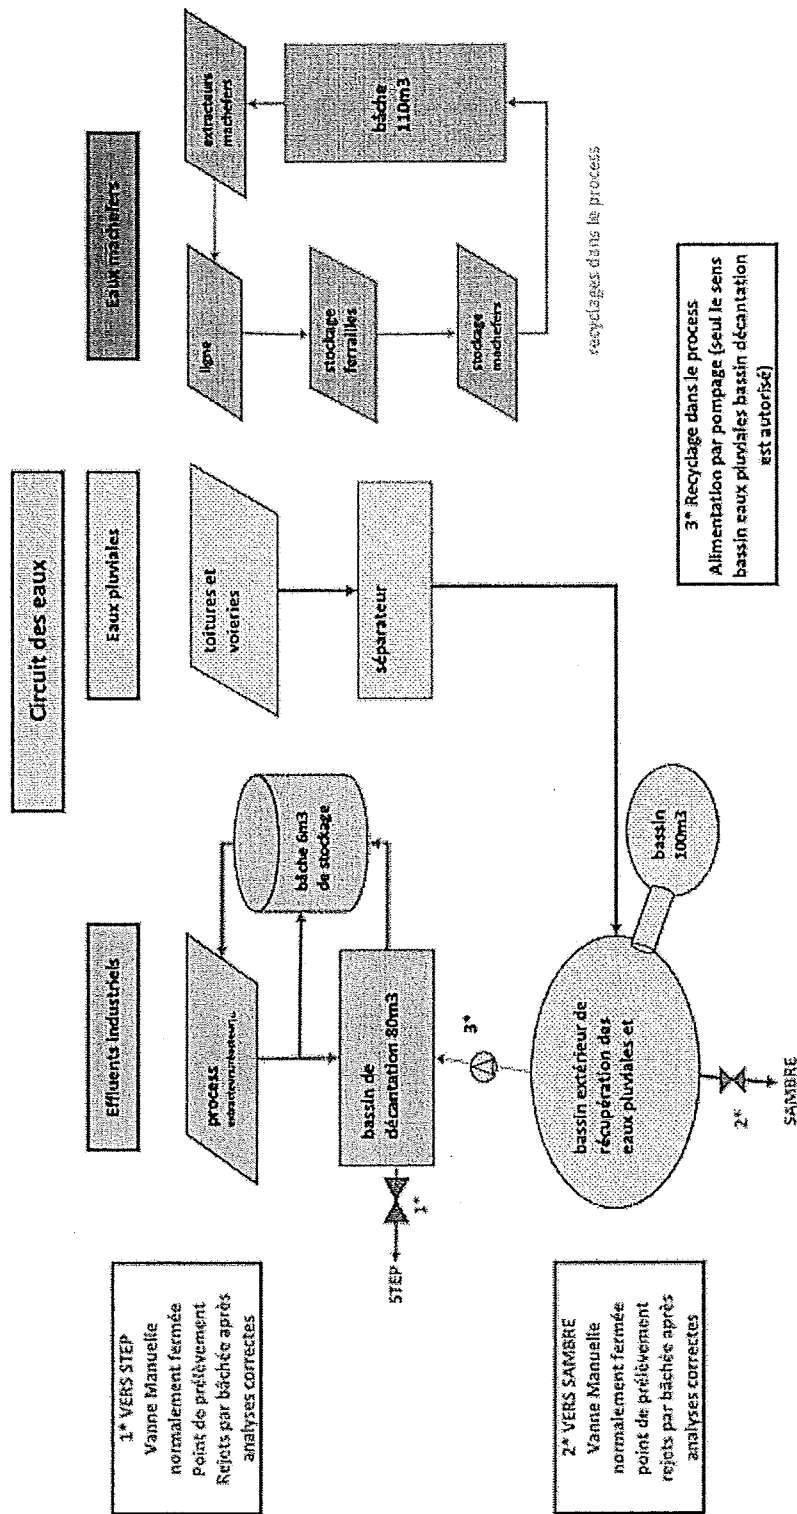 Circuit des eaux
Effluents industriels
Eaux pluviales
Eaux machefers
1* VERS STEP
Vanne Manuelle
normalement fermée
Point de prélèvement
Rejets par bâchée après
analyses correctes
process
bâche 6m3
de stockage
bassin de
décantation 80m3
STEP
1*
3*
toitures et
voieries
séparateur
extracteurs
machefers
ligne
stockage
ferrailles
stockage
machefers
bâche
110m3
recyclages dans le process
2* VERS SAMBRE
Vanne Manuelle
normalement fermée
point de prélèvement
rejets par bâchée après
analyses correctes
bassin extérieur de
récupération des
eaux pluviales et
bassin
100m3
2*
SAMBRE
3* Recyclage dans le process
Alimentation par pompage (seul le sens
bassin eaux pluviales bassin décantation
est autorisé)